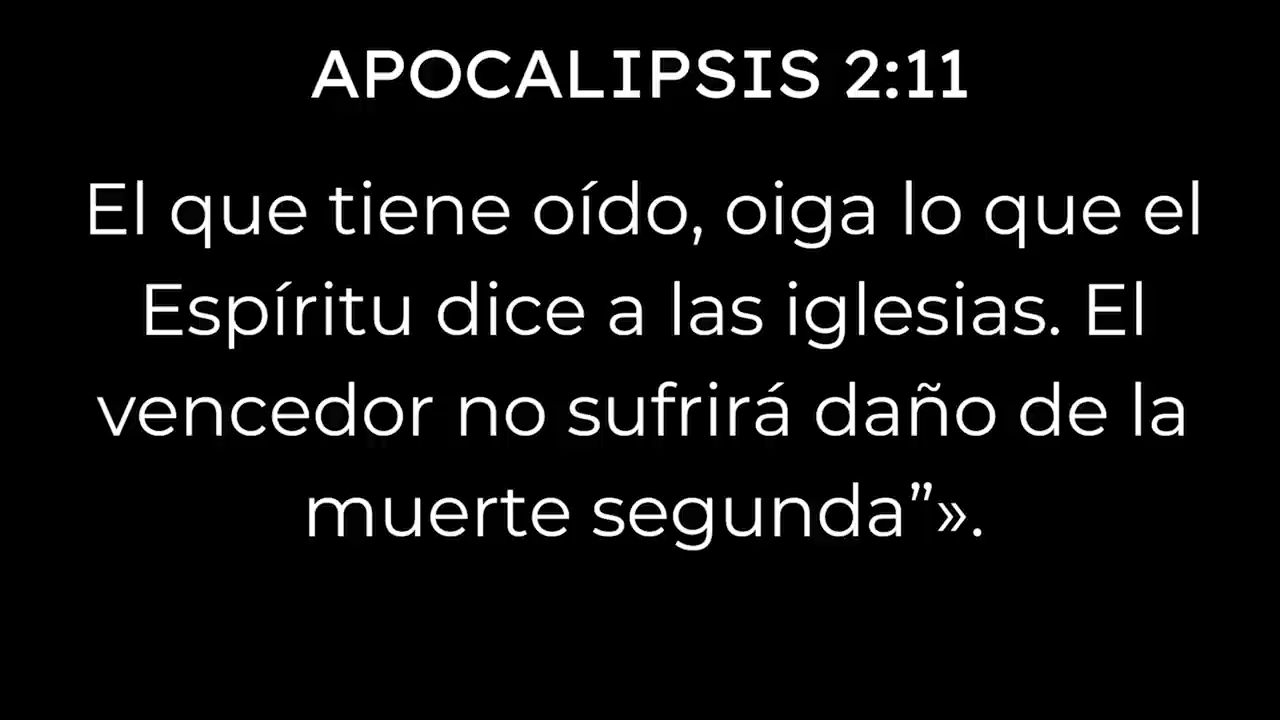 APOCALIPSIS 2:11
El que tiene oído, oiga lo que el
Espíritu dice a las iglesias. El
vencedor no sufrirá daño de la
muerte segunda”».